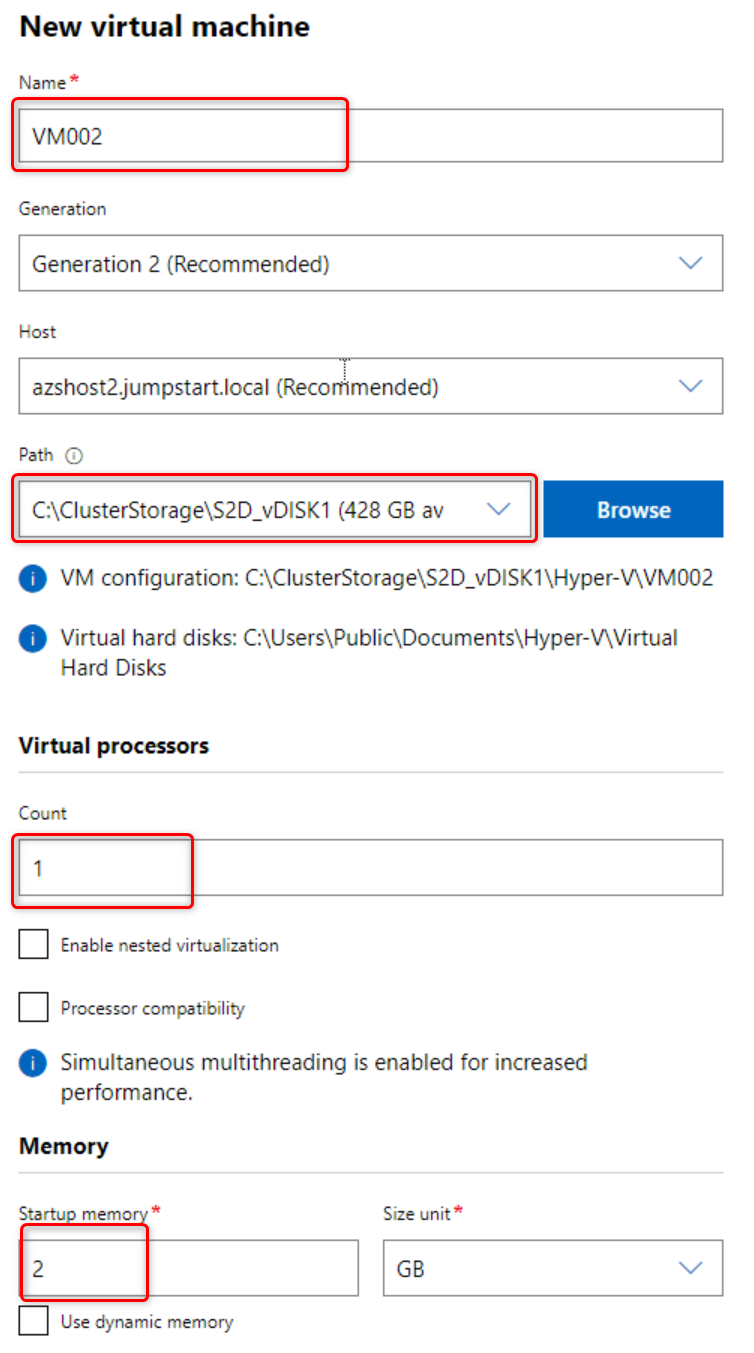 New virtual machine
Name*
VM002
Generation
Generation 2 (Recommended)
Host
azshost2.jumpstart.local (Recommended)
Path
C:\ClusterStorage\S2D_vDISK1 (428 GB av
Browse
VM configuration: C:\ClusterStorage\S2D_vDISK1\Hyper-V\VM002
Virtual hard disks: C:\Users\Public\Documents\Hyper-V\Virtual
Hard Disks
Virtual processors
Count
1
Enable nested virtualization
Processor compatibility
Simultaneous multithreading is enabled for increased
performance.
Memory
Startup memory* Size unit*
2 GB
Use dynamic memory